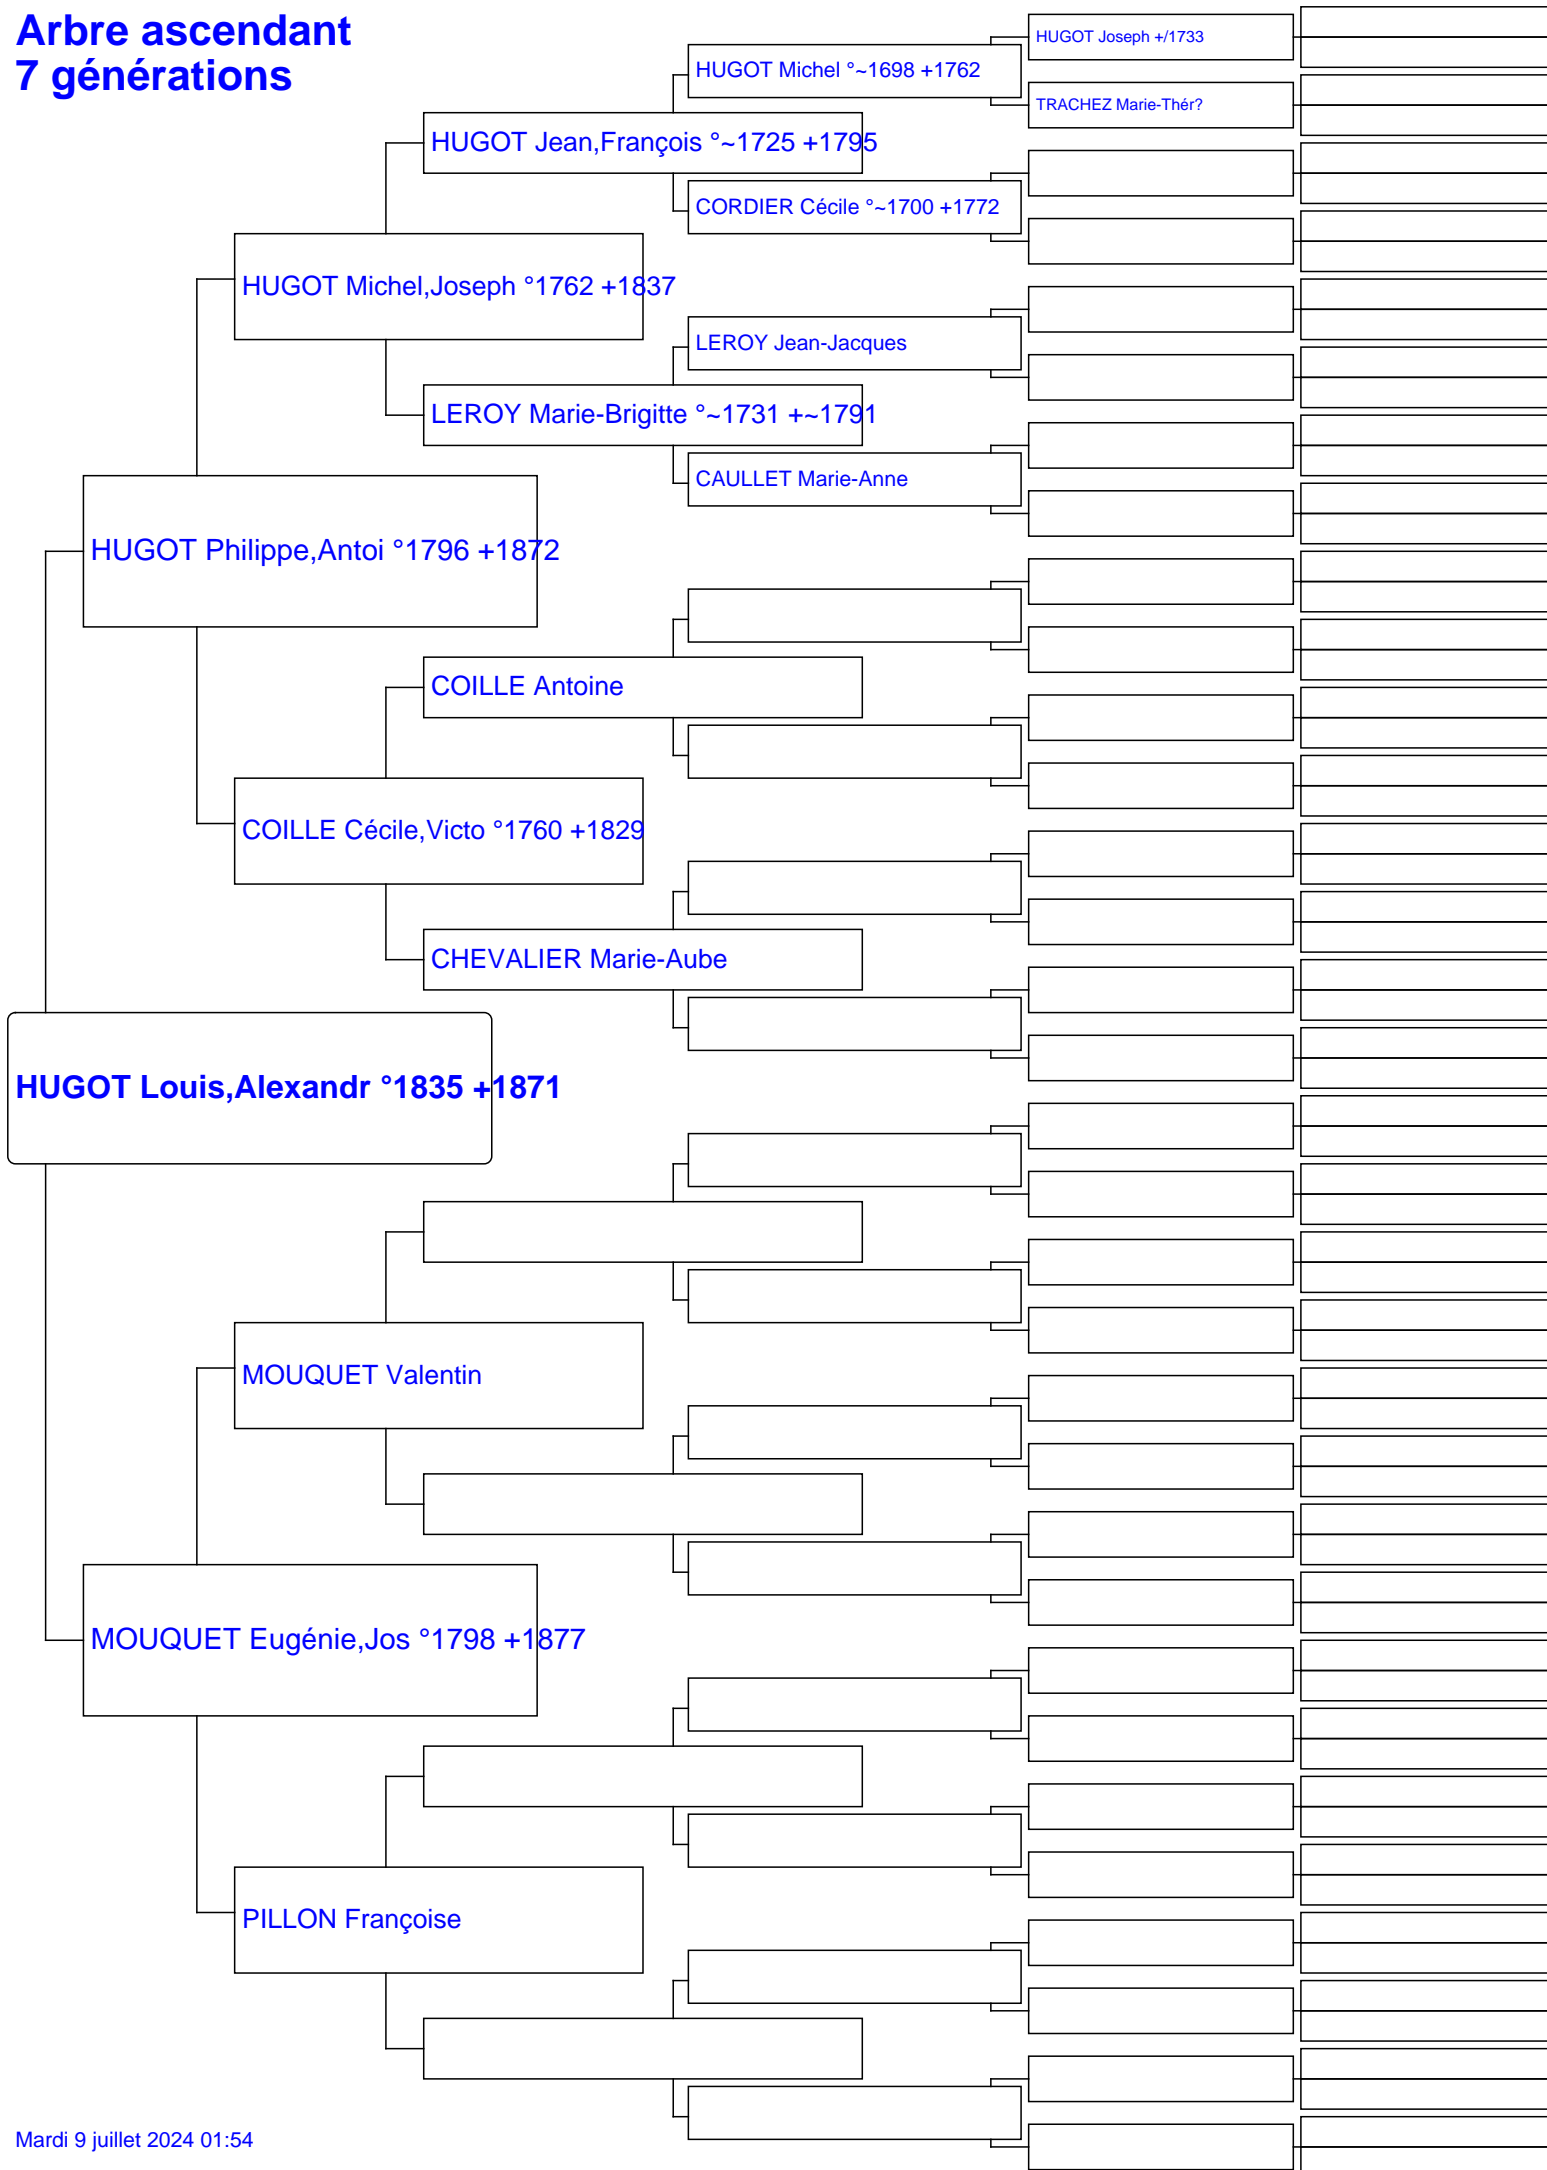 Arbre ascendant
7 générations
HUGOT Joseph +/1733
HUGOT Michel °~1698 +1762
TRACHEZ Marie-Thér?
HUGOT Jean,François °~1725 +1795
CORDIER Cécile °~1700 +1772
HUGOT Michel,Joseph °1762 +1837
LEROY Jean-Jacques
LEROY Marie-Brigitte °~1731 +~1791
CAULLET Marie-Anne
HUGOT Philippe,Antoi °1796 +1872
COILLE Antoine
COILLE Cécile,Victo °1760 +1829
CHEVALIER Marie-Aube
HUGOT Louis,Alexandr °1835 +1871
MOUQUET Valentin
MOUQUET Eugénie,Jos °1798 +1877
PILLON Françoise
Mardi 9 juillet 2024 01:54